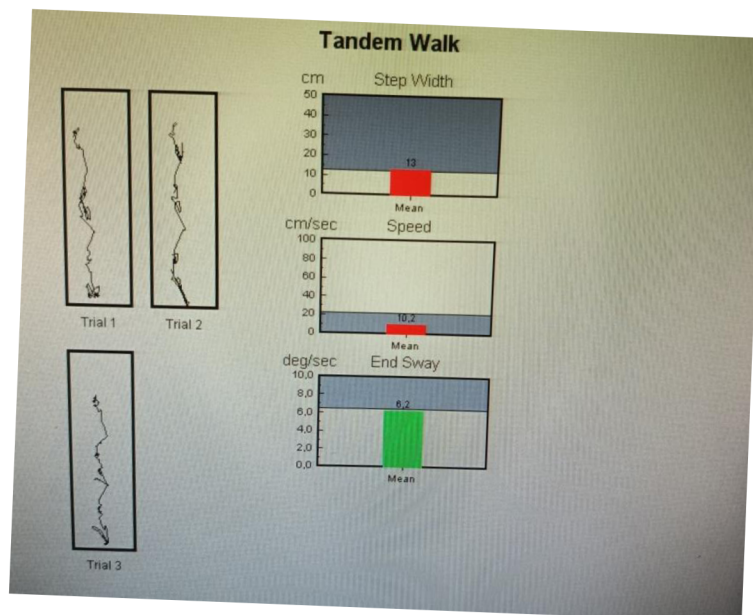 Tandem Walk
cm Step Width
50
40
30
20
10
0
13
Mean
cm/sec Speed
100
80
60
40
20
0
10,2
Mean
deg/sec End Sway
10,0
8,0
6,0
4,0
2,0
0,0
6,2
Mean
Trial 1
Trial 2
Trial 3